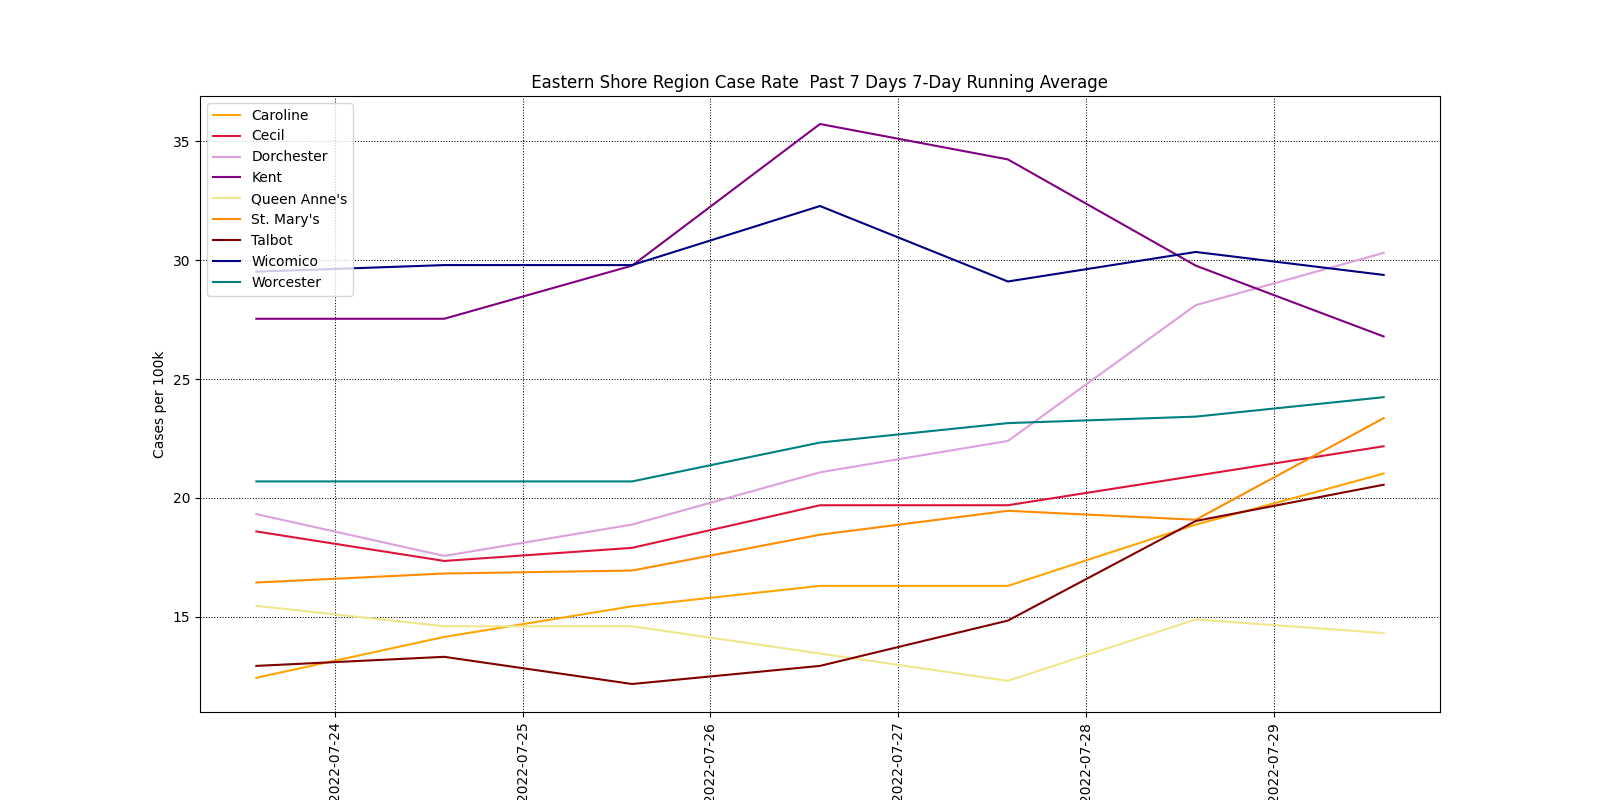 Eastern Shore Region Case Rate  Past 7 Days 7-Day Running Average
Caroline
Cecil
Dorchester
Kent
Queen Anne's
St. Mary's
Talbot
Wicomico
Worcester
35
30
25
20
15
Cases per 100k
2022-07-24
2022-07-25
2022-07-26
2022-07-27
2022-07-28
2022-07-29